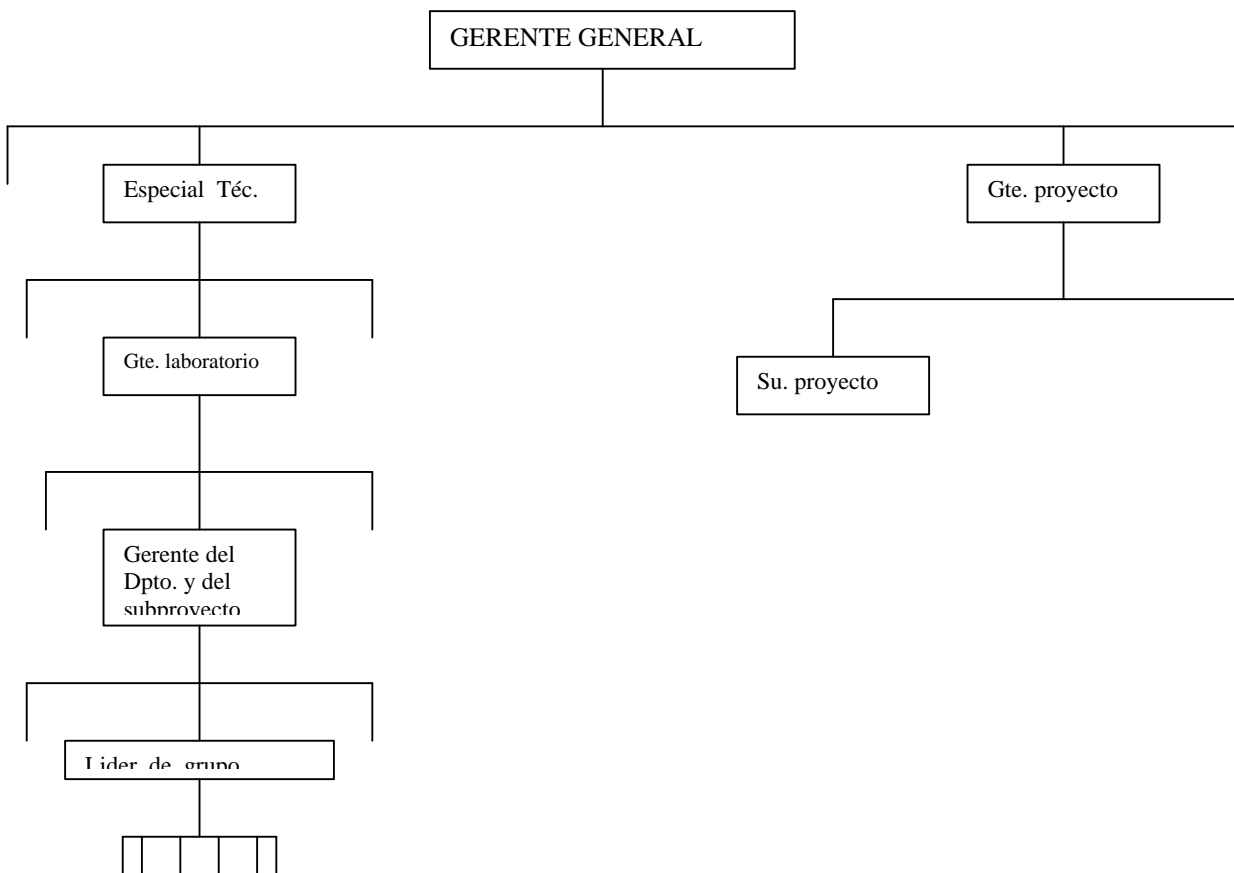 GERENTE GENERAL
Especial Téc.
Gte. proyecto
Gte. laboratorio
Su. proyecto
Gerente del
Dpto. y del
subproyecto
Lider de grupo